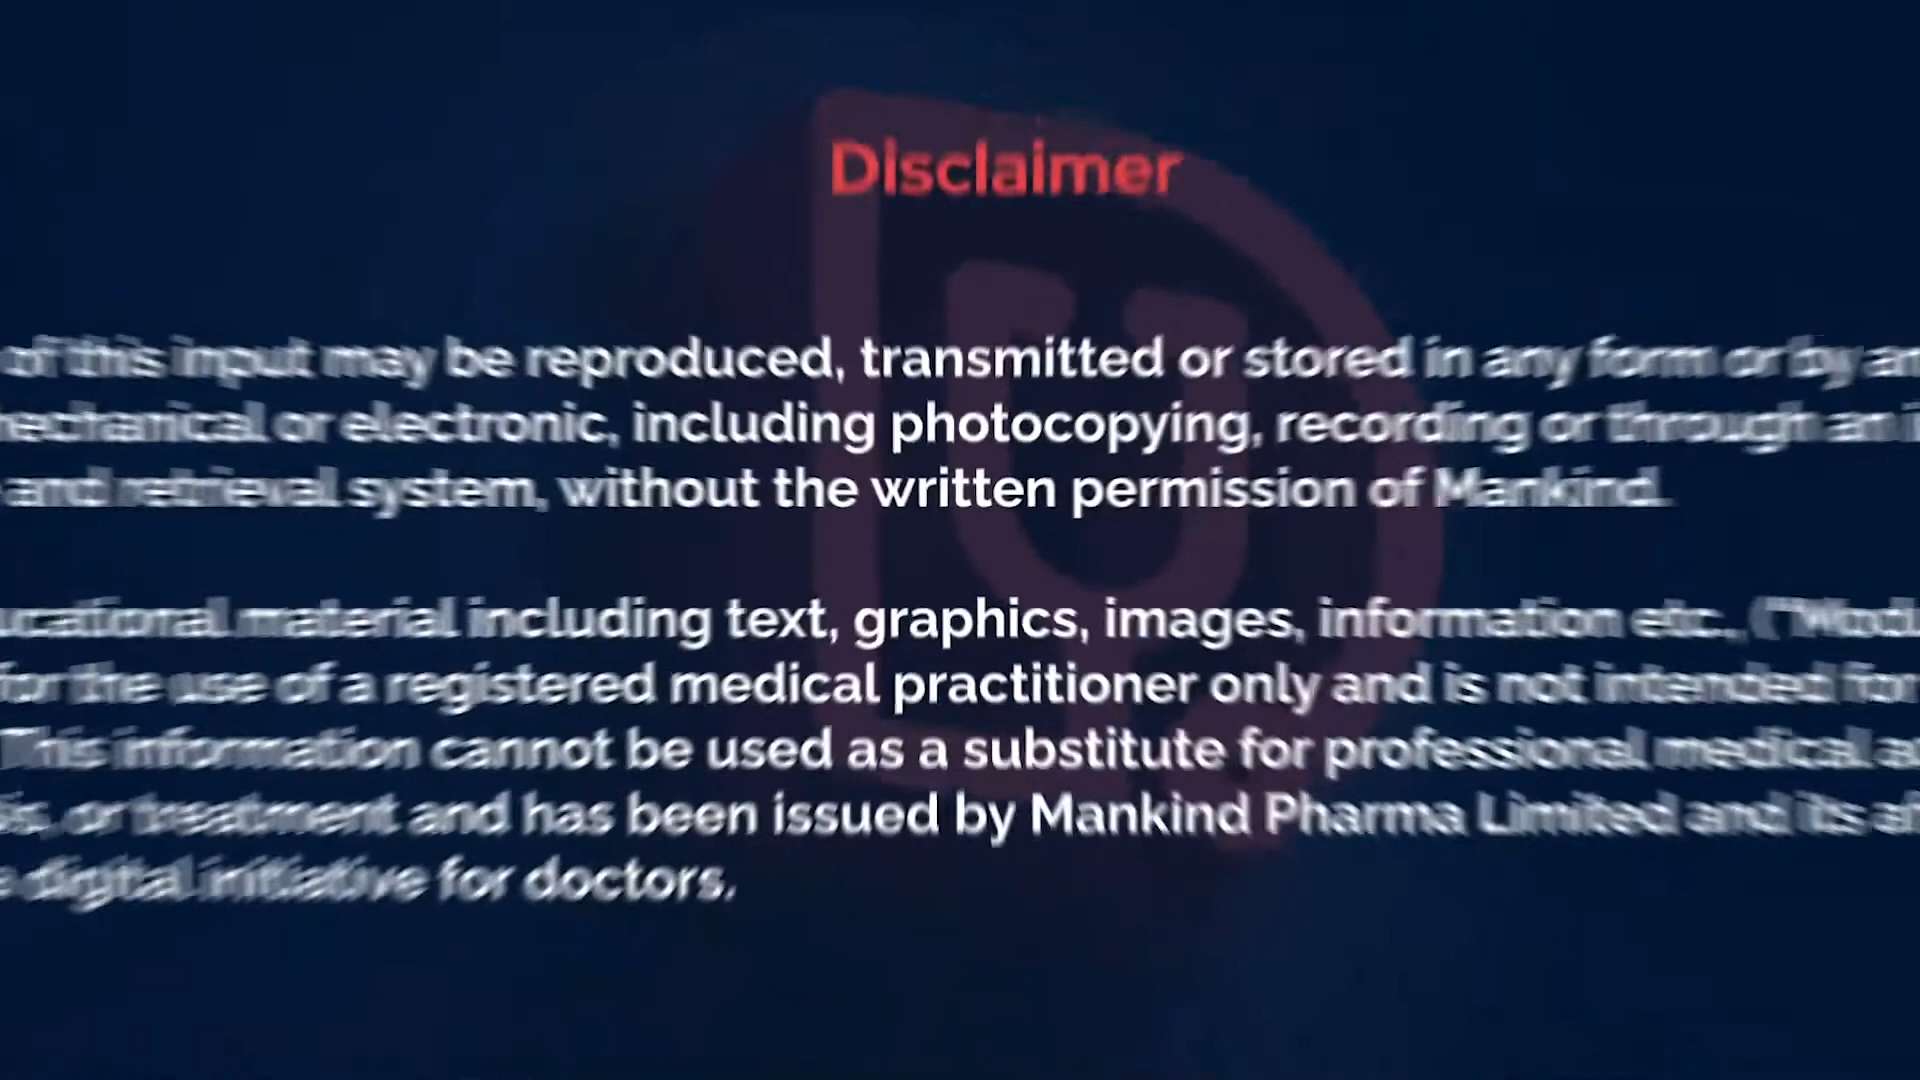 Disclaimer
of this input may be reproduced, transmitted or stored in any form or by
mechanical or electronic, including photocopying, recording or through an
and retrieval system, without the written permission of Mankind.
material including text, graphics, images, information etc.,
for the use of a registered medical practitioner only and is not intended for
This information cannot be used as a substitute for professional medical
or treatment and has been issued by Mankind Pharma Limited and its
digital initiative for doctors.